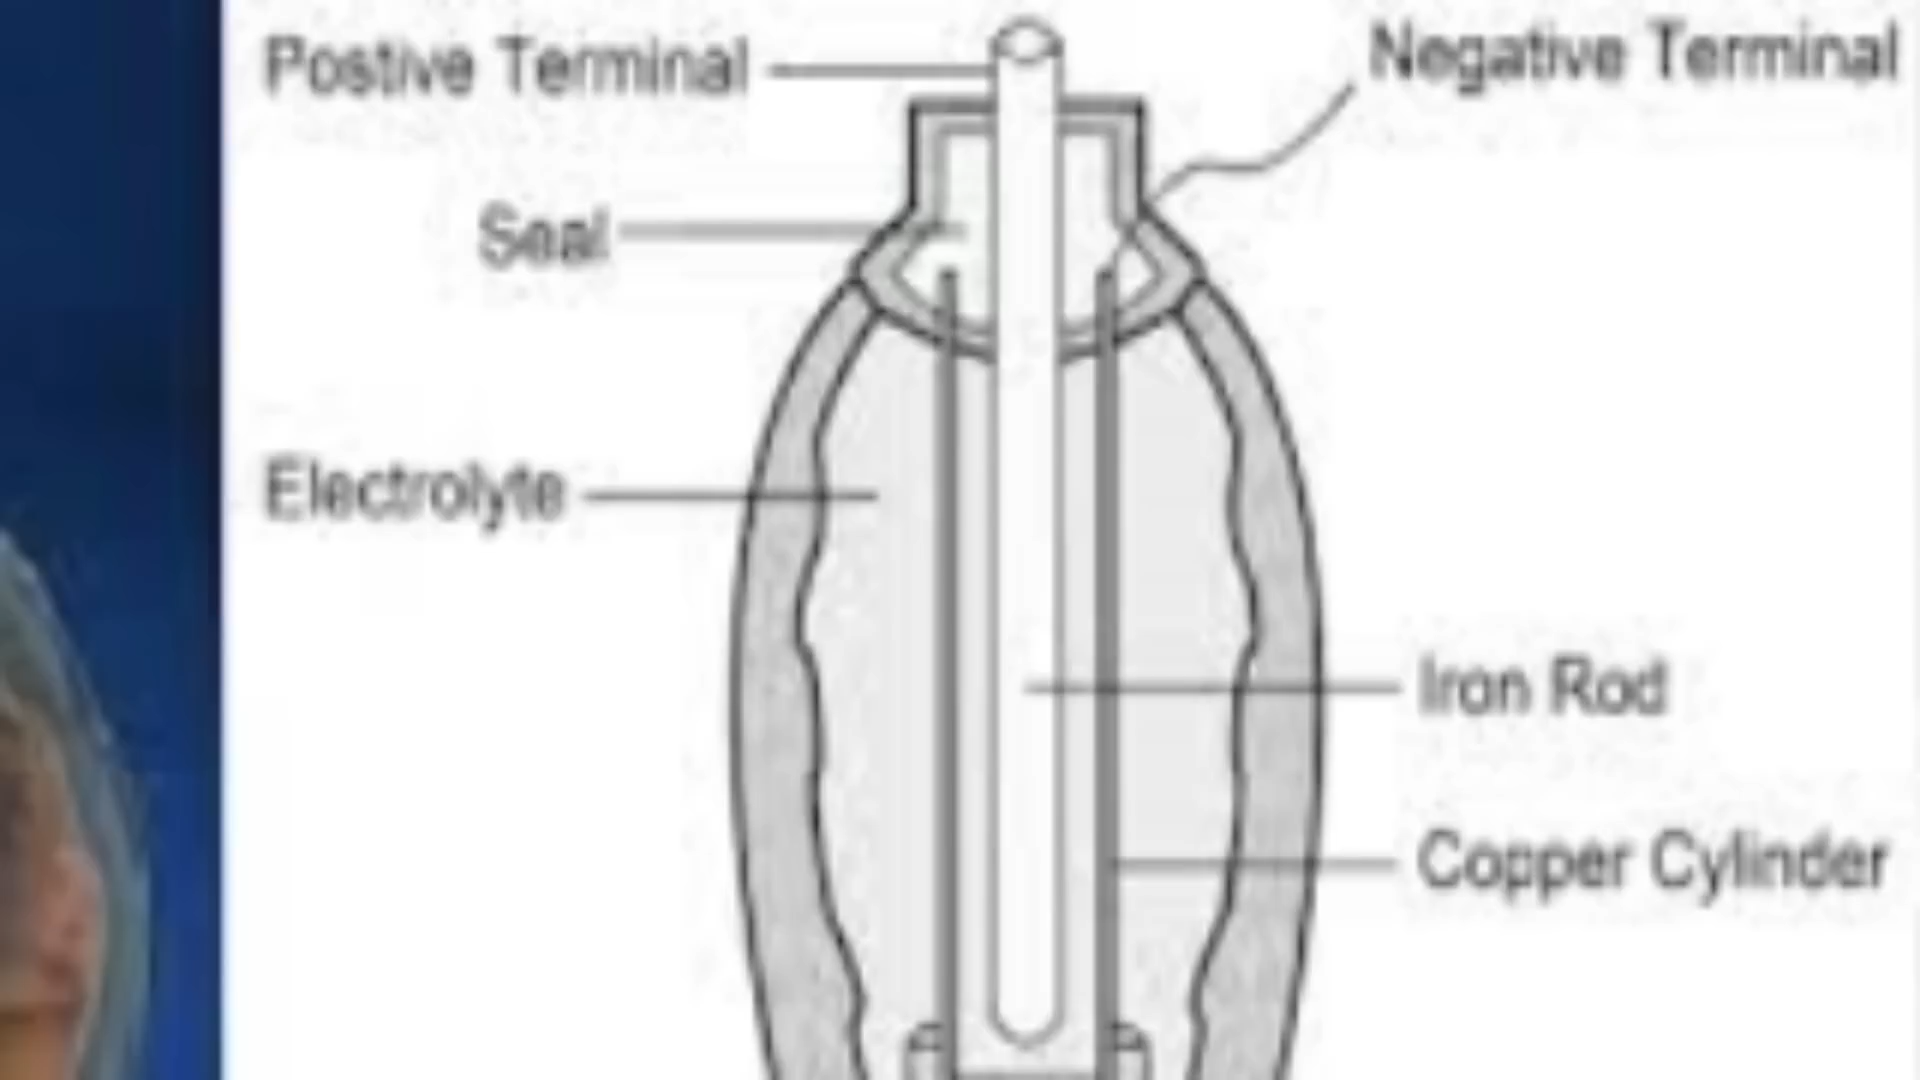 Postive Terminal
Negative Terminal
Seal
Electrolyte
Iron Rod
Copper Cylinder